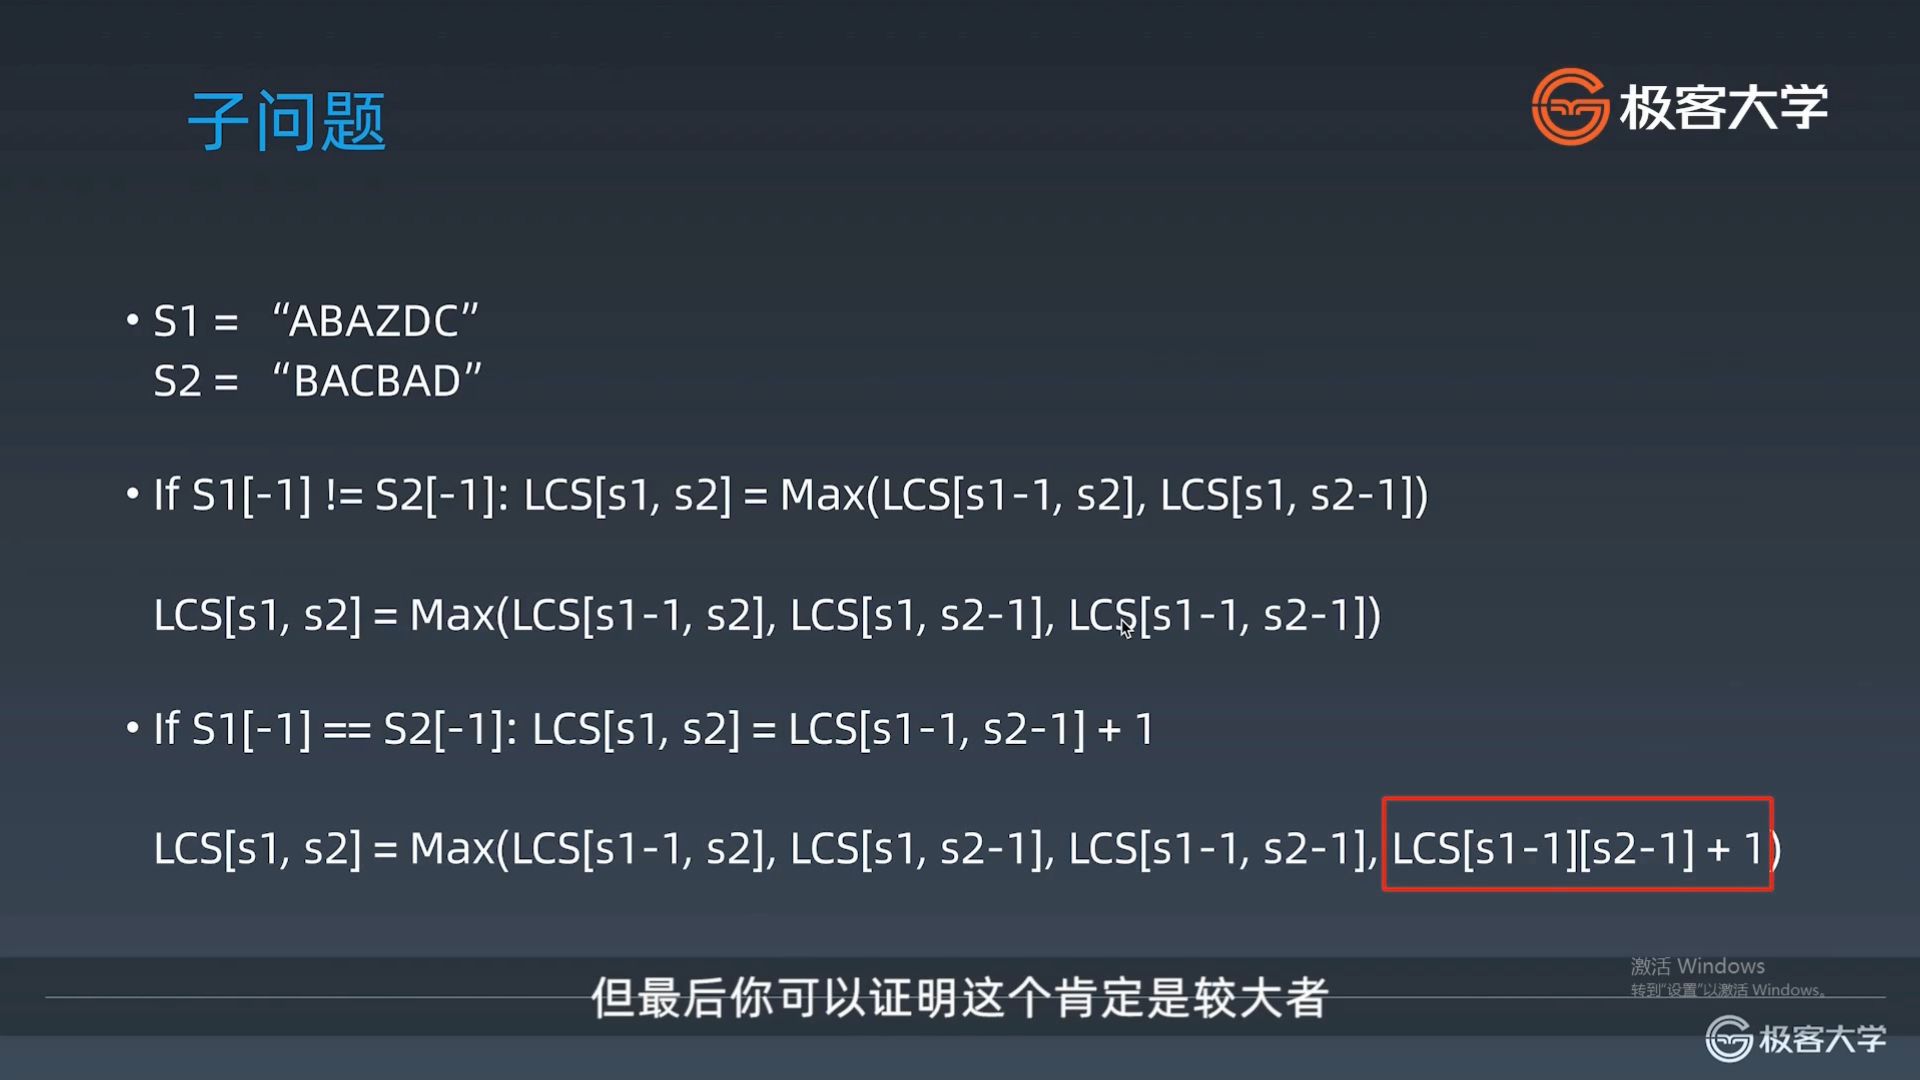 子问题
极客大学
• S1 = “ABAZDC”
S2 = “BACBAD”
• If S1[-1] != S2[-1]: LCS[s1, s2] = Max(LCS[s1-1, s2], LCS[s1, s2-1])
LCS[s1, s2] = Max(LCS[s1-1, s2], LCS[s1, s2-1], LCS[s1-1, s2-1])
• If S1[-1] == S2[-1]: LCS[s1, s2] = LCS[s1-1, s2-1] + 1
LCS[s1, s2] = Max(LCS[s1-1, s2], LCS[s1, s2-1], LCS[s1-1, s2-1], LCS[s1-1][s2-1] + 1)
激活 Windows
转到“设置”以激活 Windows。
但最后你可以证明这个肯定是较大者
极客大学